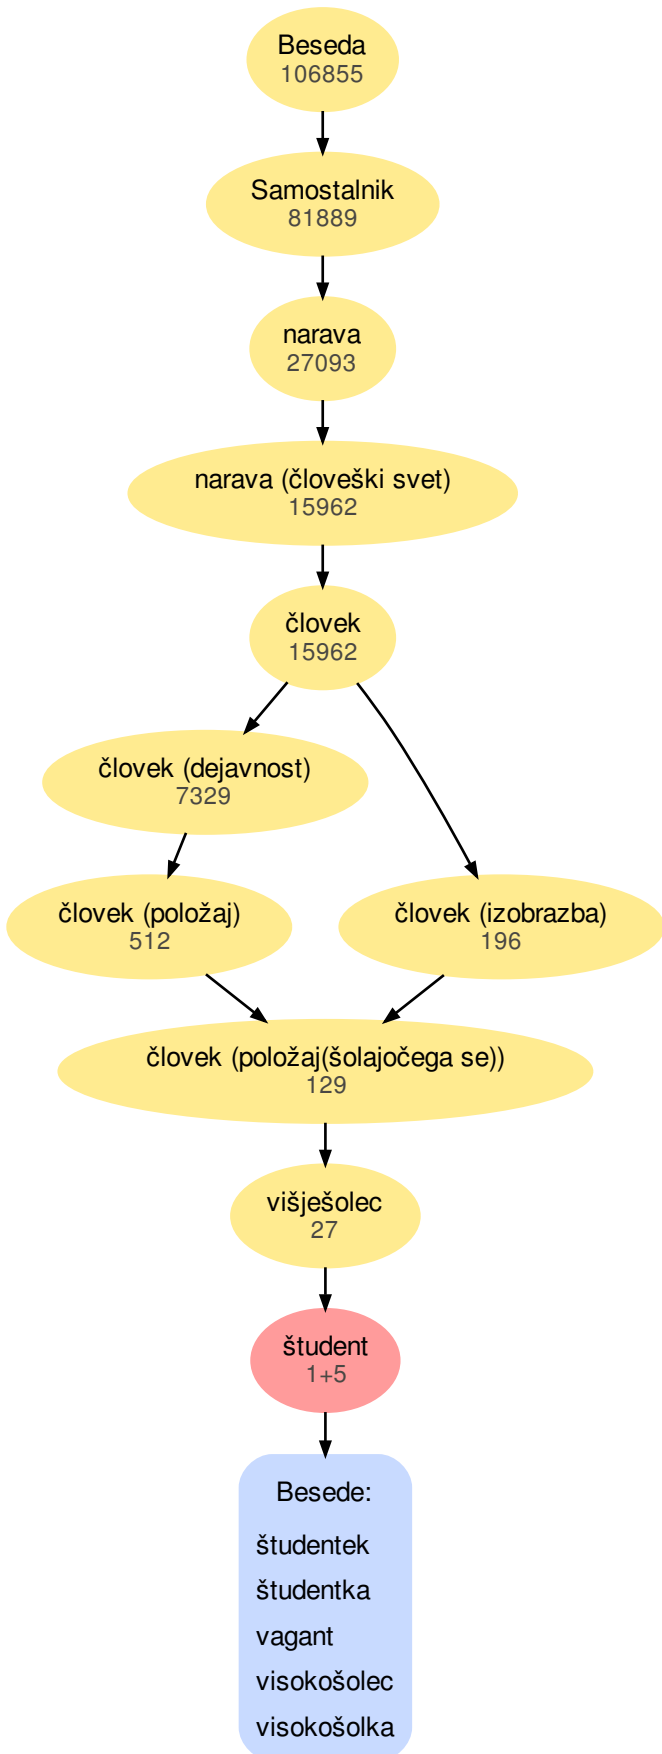 Beseda
106855
Samostalnik
81889
narava
27093
narava (človeški svet)
15962
človek
15962
človek (dejavnost)
7329
človek (položaj)
512
človek (izobrazba)
196
človek (položaj(šolajočega se))
129
višješolec
27
študent
1+5
Besede:
študentek
študentka
vagant
visokošolec
visokošolka